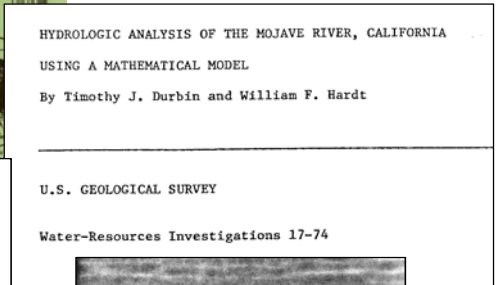 HYDROLOGIC ANALYSIS OF THE MOJAVE RIVER, CALIFORNIA
USING A MATHEMATICAL MODEL
By Timothy J. Durbin and William F. Hardt
U.S. GEOLOGICAL SURVEY
Water-Resources Investigations 17-74